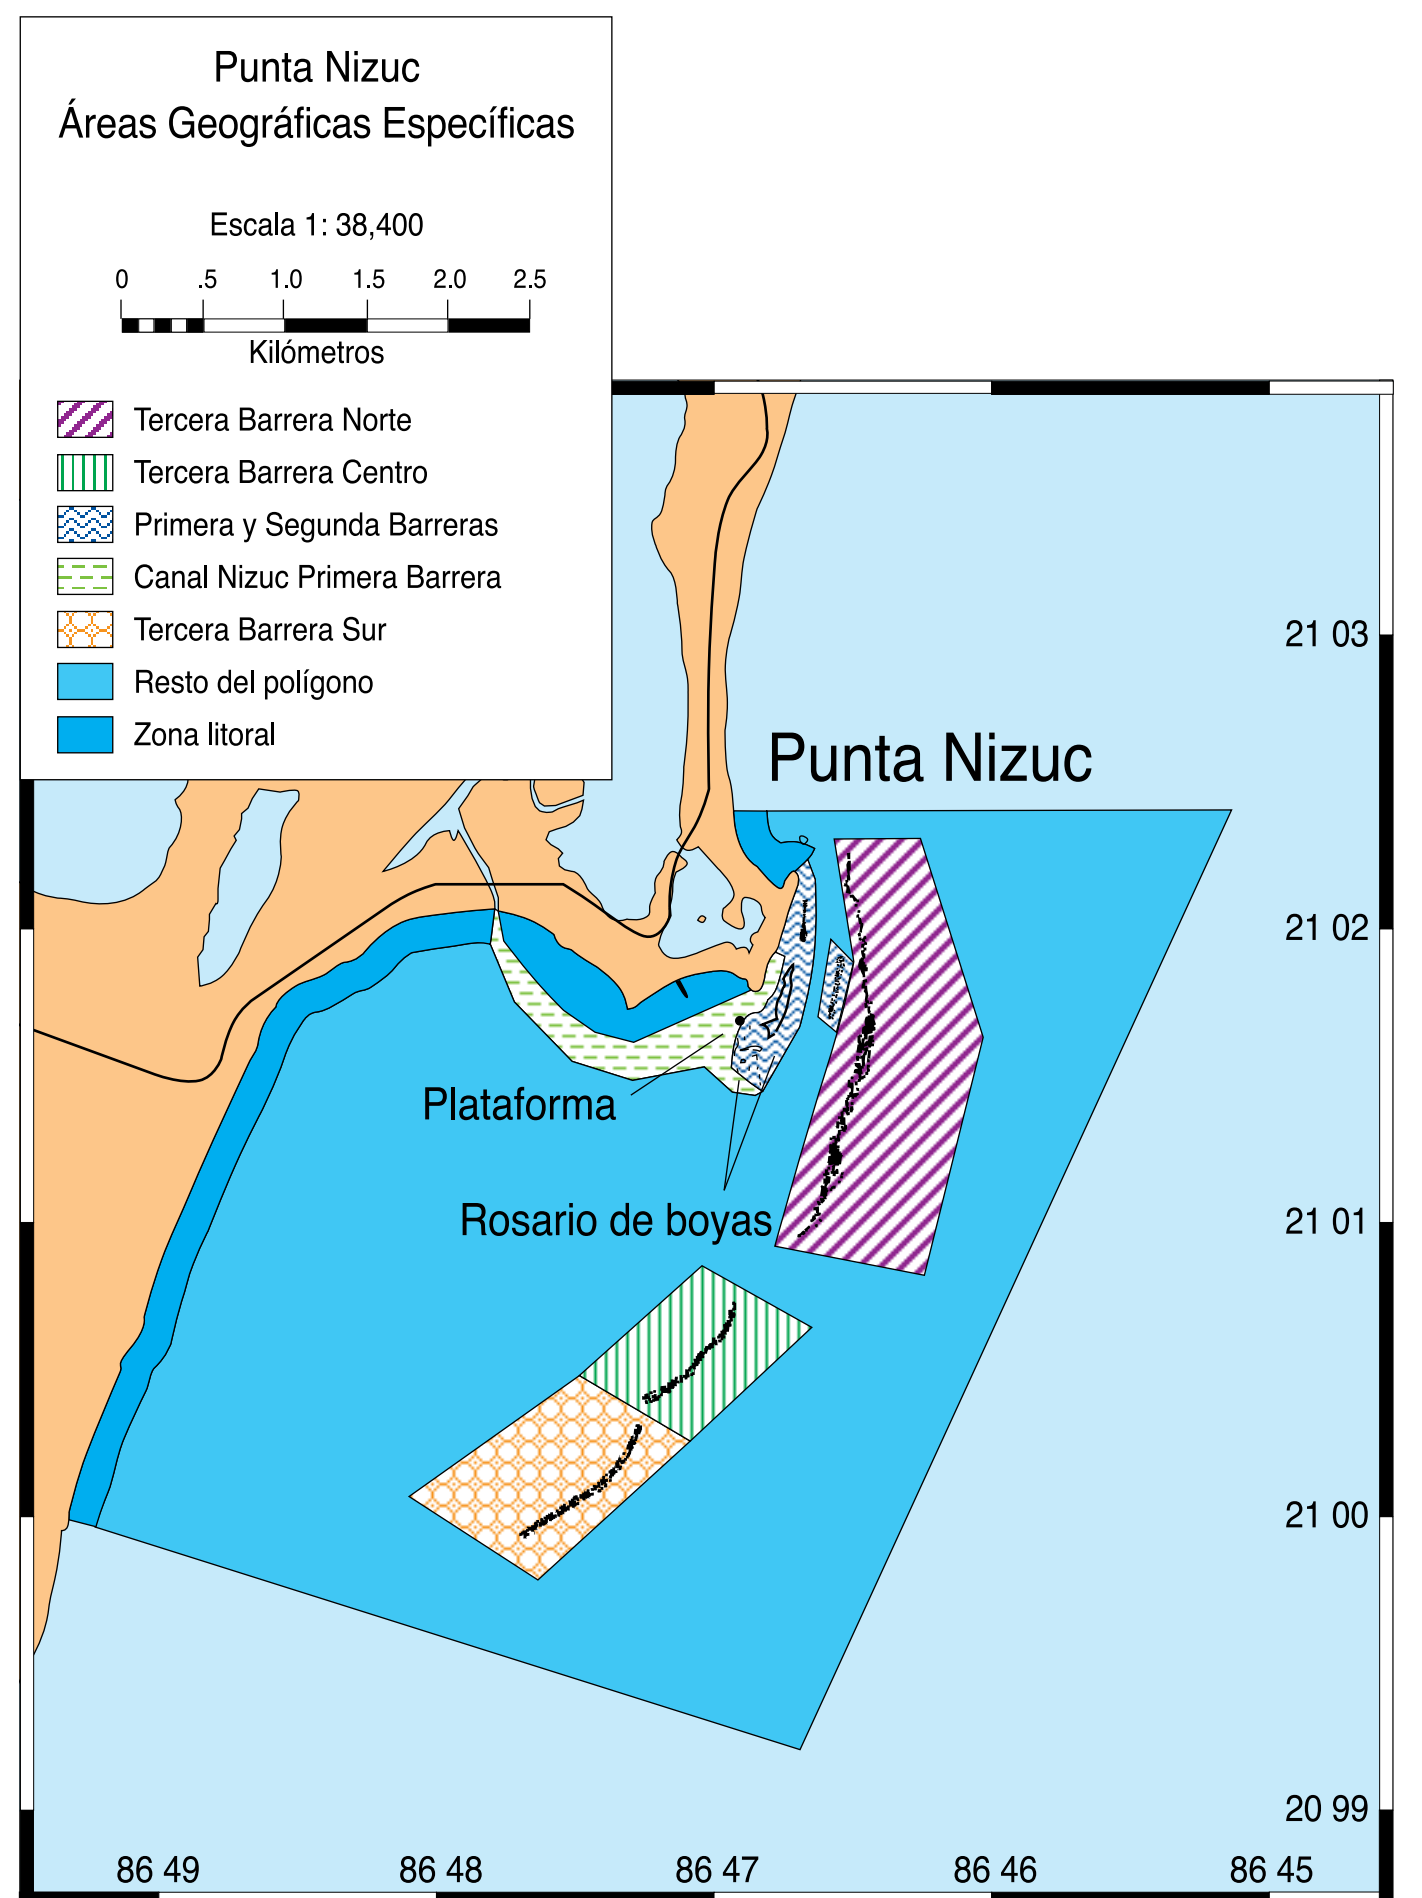 Punta Nizuc
Áreas Geográficas Específicas
Escala 1: 38,400
0 .5 1.0 1.5 2.0 2.5
Kilómetros
Tercera Barrera Norte
Tercera Barrera Centro
Primera y Segunda Barreras
Canal Nizuc Primera Barrera
Tercera Barrera Sur
Resto del polígono
Zona litoral
21 03
Punta Nizuc
21 02
Plataforma
Rosario de boyas
21 01
21 00
20 99
86 49 86 48 86 47 86 46 86 45